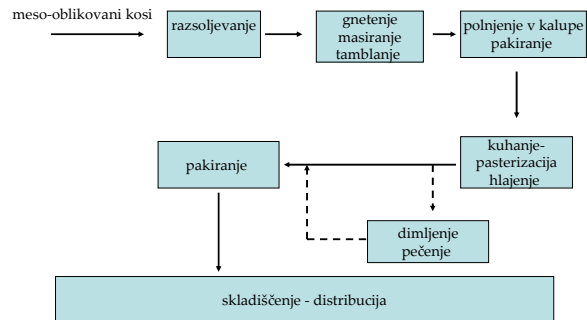 meso-oblikovani kosi
razsoljevanje
gnetenje
masiranje
tamblanje
polnjenje v kalupe
pakiranje
kuhanje-
pasterizacija
hlajenje
pakiranje
dimljenje
pečenje
skladiščenje - distribucija